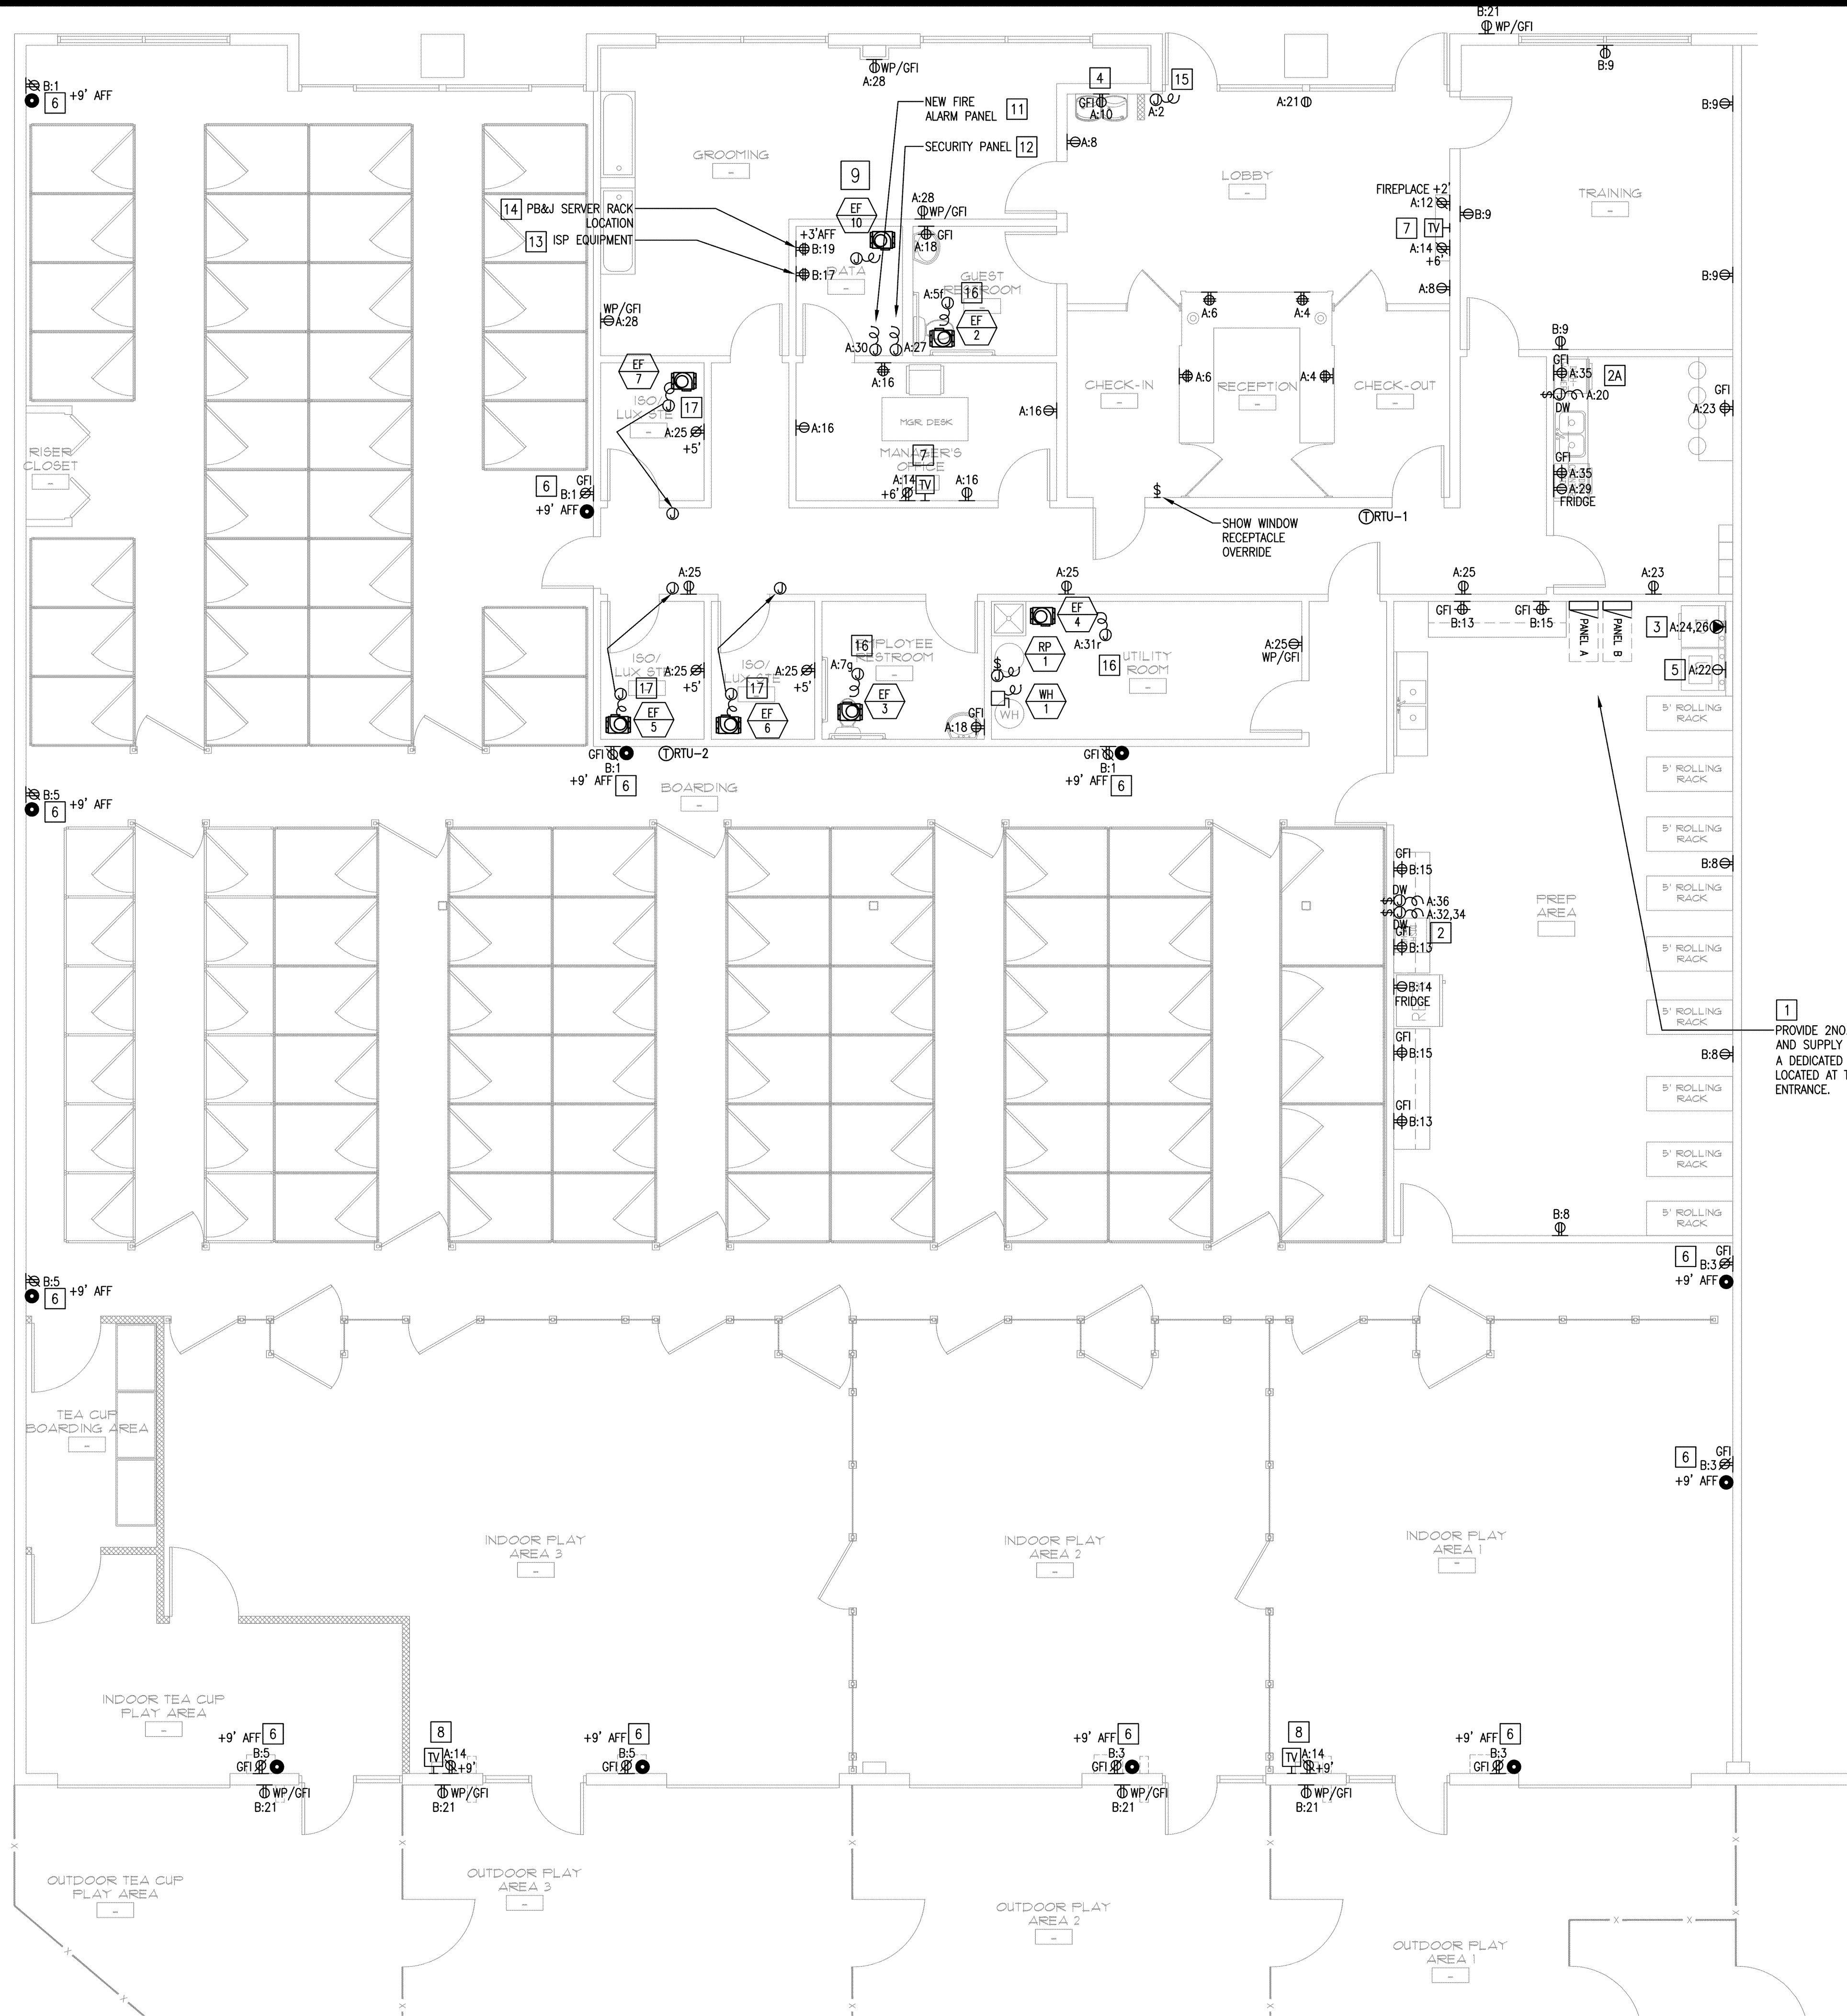 B:21
WP/GFI
B:9
B:1
6
+9' AFF
WP/GFI
A:28
NEW FIRE
ALARM PANEL
11
SECURITY PANEL
12
4
GFI
A:10
15
A:2
A:21
B:9
A:8
GROOMING
LOBBY
TRAINING
9
EF
10
A:28
WP/GFI
FIREPLACE +2'
A:12
B:9
14
PB&J SERVER RACK
LOCATION
+3'AFF
B:19
A:18
GFI
7
TV
A:14
+6'
13
ISP EQUIPMENT
B:17
DATA
GUEST
RESTROOM
A:5f
16
EF
2
A:8
B:9
WP/GFI
A:28
A:30
A:27
A:6
A:4
B:9
EF
7
A:16
A:6
A:4
CHECK-IN
RECEPTION
CHECK-OUT
GFI
A:35
2A
A:20
DW
GFI
A:23
ISO/
LUX STE
17
A:25
+5'
A:16
MGR. DESK
A:16
MANAGER'S
OFFICE
7
A:14
+6'
TV
A:16
GFI
A:35
A:29
FRIDGE
RISER
CLOSET
6
GFI
B:1
+9' AFF
$
SHOW WINDOW
RECEPTACLE
OVERRIDE
T
RTU-1
J
A:25
J
J
A:25
A:25
A:23
GFI
B:13
GFI
B:15
PANEL A
PANEL B
3
A:24,26
5
A:22
ISO/
LUX STE
A:25
+5'
17
EF
5
ISO/
LUX STE
A:25
+5'
17
EF
6
16
EMPLOYEE
RESTROOM
A:7g
EF
3
GFI
A:18
EF
4
A:31r
RP
1
16
UTILITY
ROOM
WH
1
WH
$
A:25
WP/GFI
GFI
B:1
+9' AFF
6
T
RTU-2
GFI
B:1
+9' AFF
6
BOARDING
B:5
6
+9' AFF
5' ROLLING
RACK
5' ROLLING
RACK
5' ROLLING
RACK
B:8
5' ROLLING
RACK
5' ROLLING
RACK
5' ROLLING
RACK
B:8
5' ROLLING
RACK
5' ROLLING
RACK
5' ROLLING
RACK
GFI
B:15
DW
A:36
A:32,34
DW
2
GFI
B:13
B:14
FRIDGE
GFI
B:15
GFI
B:13
PREP
AREA
1
PROVIDE 2NO
AND SUPPLY
A DEDICATED
LOCATED AT T
ENTRANCE.
B:8
6
GFI
B:3
+9' AFF
B:5
6
+9' AFF
TEA CUP
BOARDING AREA
6
GFI
B:3
+9' AFF
INDOOR PLAY
AREA 3
INDOOR PLAY
AREA 2
INDOOR PLAY
AREA 1
INDOOR TEA CUP
PLAY AREA
+9' AFF
6
B:5
GFI
WP/GFI
B:21
8
TV
A:14
+9'
WP/GFI
B:21
+9' AFF
6
B:5
GFI
+9' AFF
6
B:3
GFI
WP/GFI
B:21
8
TV
A:14
+9'
WP/GFI
B:21
+9' AFF
6
B:3
GFI
OUTDOOR TEA CUP
PLAY AREA
OUTDOOR PLAY
AREA 3
OUTDOOR PLAY
AREA 2
OUTDOOR PLAY
AREA 1